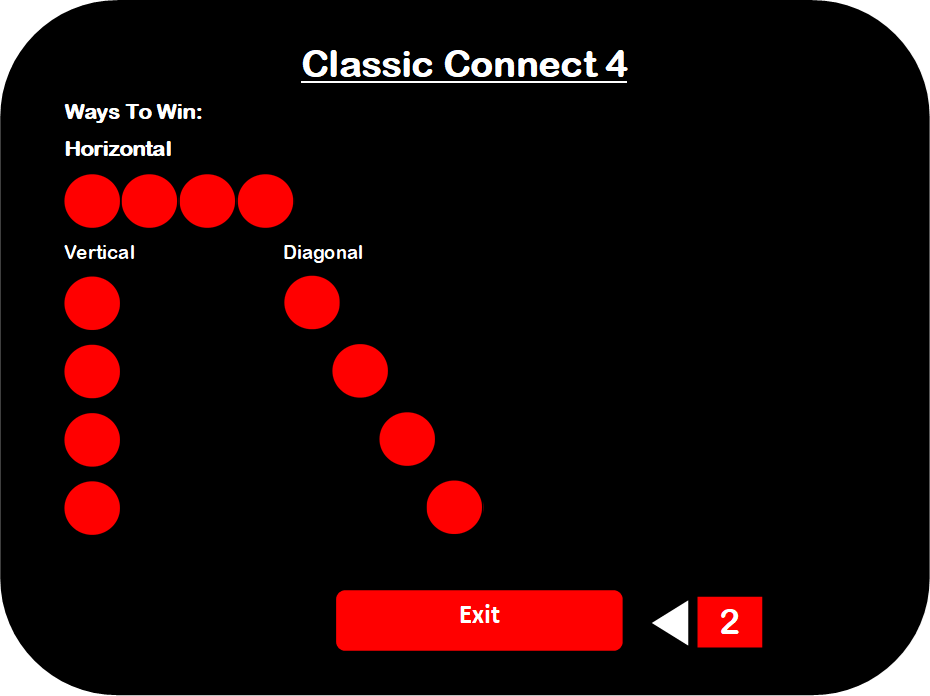 Classic Connect 4
Ways To Win:
Horizontal
Vertical Diagonal
Exit 2